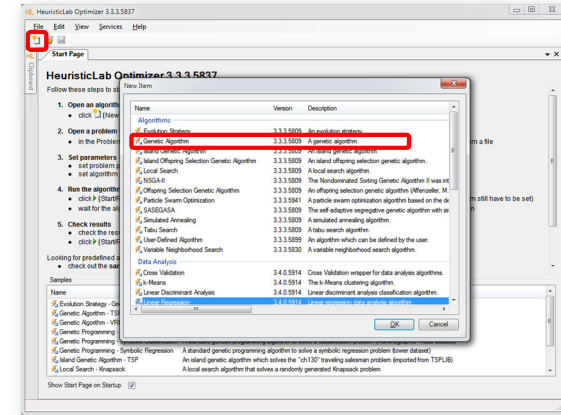 HeuristicLab Optimizer 3.3.3.5837
File Edit View Services Help
Start Page
Clipboard
HeuristicLab Optimizer 3.3.3.5837
Follow these steps to st
1. Open an algorith
click (New
2. Open a problem
in the Problem
m a file
3. Set parameters
set problem p
set algorithm
4. Run the algorithm
click (Start/R
m still have to be set)
wait for the alg
5. Check results
check the resu
click (Start/R
Looking for predefined a
check out the sam
New Item
Name Version Description
Algorithms
Evolution Strategy 3.3.3.5809 An evolution strategy.
Genetic Algorithm 3.3.3.5809 A genetic algorithm.
Island Genetic Algorithm 3.3.3.5809 An island genetic algorithm.
Island Offspring Selection Genetic Algorithm 3.3.3.5809 An island offspring selection genetic algorithm.
Local Search 3.3.3.5809 A local search algorithm.
NSGA-II 3.3.3.5809 The Nondominated Sorting Genetic Algorithm II was int
Offspring Selection Genetic Algorithm 3.3.3.5809 An offspring selection genetic algorithm (Affenzeller, M.
Particle Swarm Optimization 3.3.3.5941 A particle swarm optimization algorithm based on the de
SASEGASA 3.3.3.5809 The self-adaptive segregative genetic algorithm with sim
Simulated Annealing 3.3.3.5809 A simulated annealing algorithm.
Tabu Search 3.3.3.5809 A tabu search algorithm.
User-Defined Algorithm 3.3.3.5899 An algorithm which can be defined by the user.
Variable Neighborhood Search 3.3.3.5830 A variable neighborhood search algorithm.
Data Analysis
Cross Validation 3.4.0.5914 Cross Validation wrapper for data analysis algorithms.
k-Means 3.4.0.5914 The k-Means clustering algorithm.
Linear Discriminant Analysis 3.4.0.5914 Linear discriminant analysis classification algorithm.
Linear Regression 3.4.0.5914 Linear regression data analysis algorithm.
OK Cancel
Samples
Name
Evolution Strategy - Gri
Genetic Algorithm - TSP
Genetic Algorithm - VRP
Genetic Programming -
Genetic Programming - Symbolic Regression A standard genetic programming algorithm to solve a symbolic regression problem (tower dataset)
Island Genetic Algorithm - TSP An island genetic algorithm which solves the "ch130" traveling salesman problem (imported from TSPLIB)
Local Search - Knapsack A local search algorithm that solves a randomly generated Knapsack problem
Show Start Page on Startup